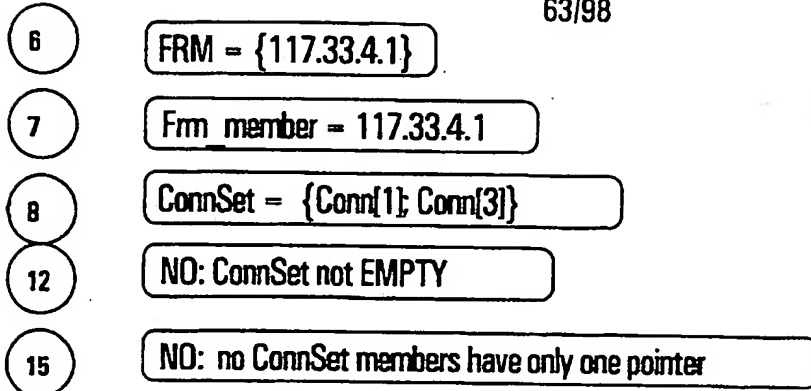 63/98
6 FRM = {117.33.4.1}
7 Frm_member = 117.33.4.1
8 ConnSet = {Conn[1]; Conn[3]}
12 NO: ConnSet not EMPTY
15 NO: no ConnSet members have only one pointer